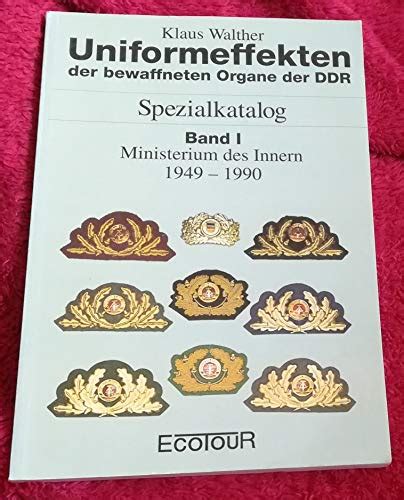 Klaus Walther
Uniformeffekten
der bewaffneten Organe der DDR
Spezialkatalog
Band I
Ministerium des Innern
1949 – 1990
ECOTOUR